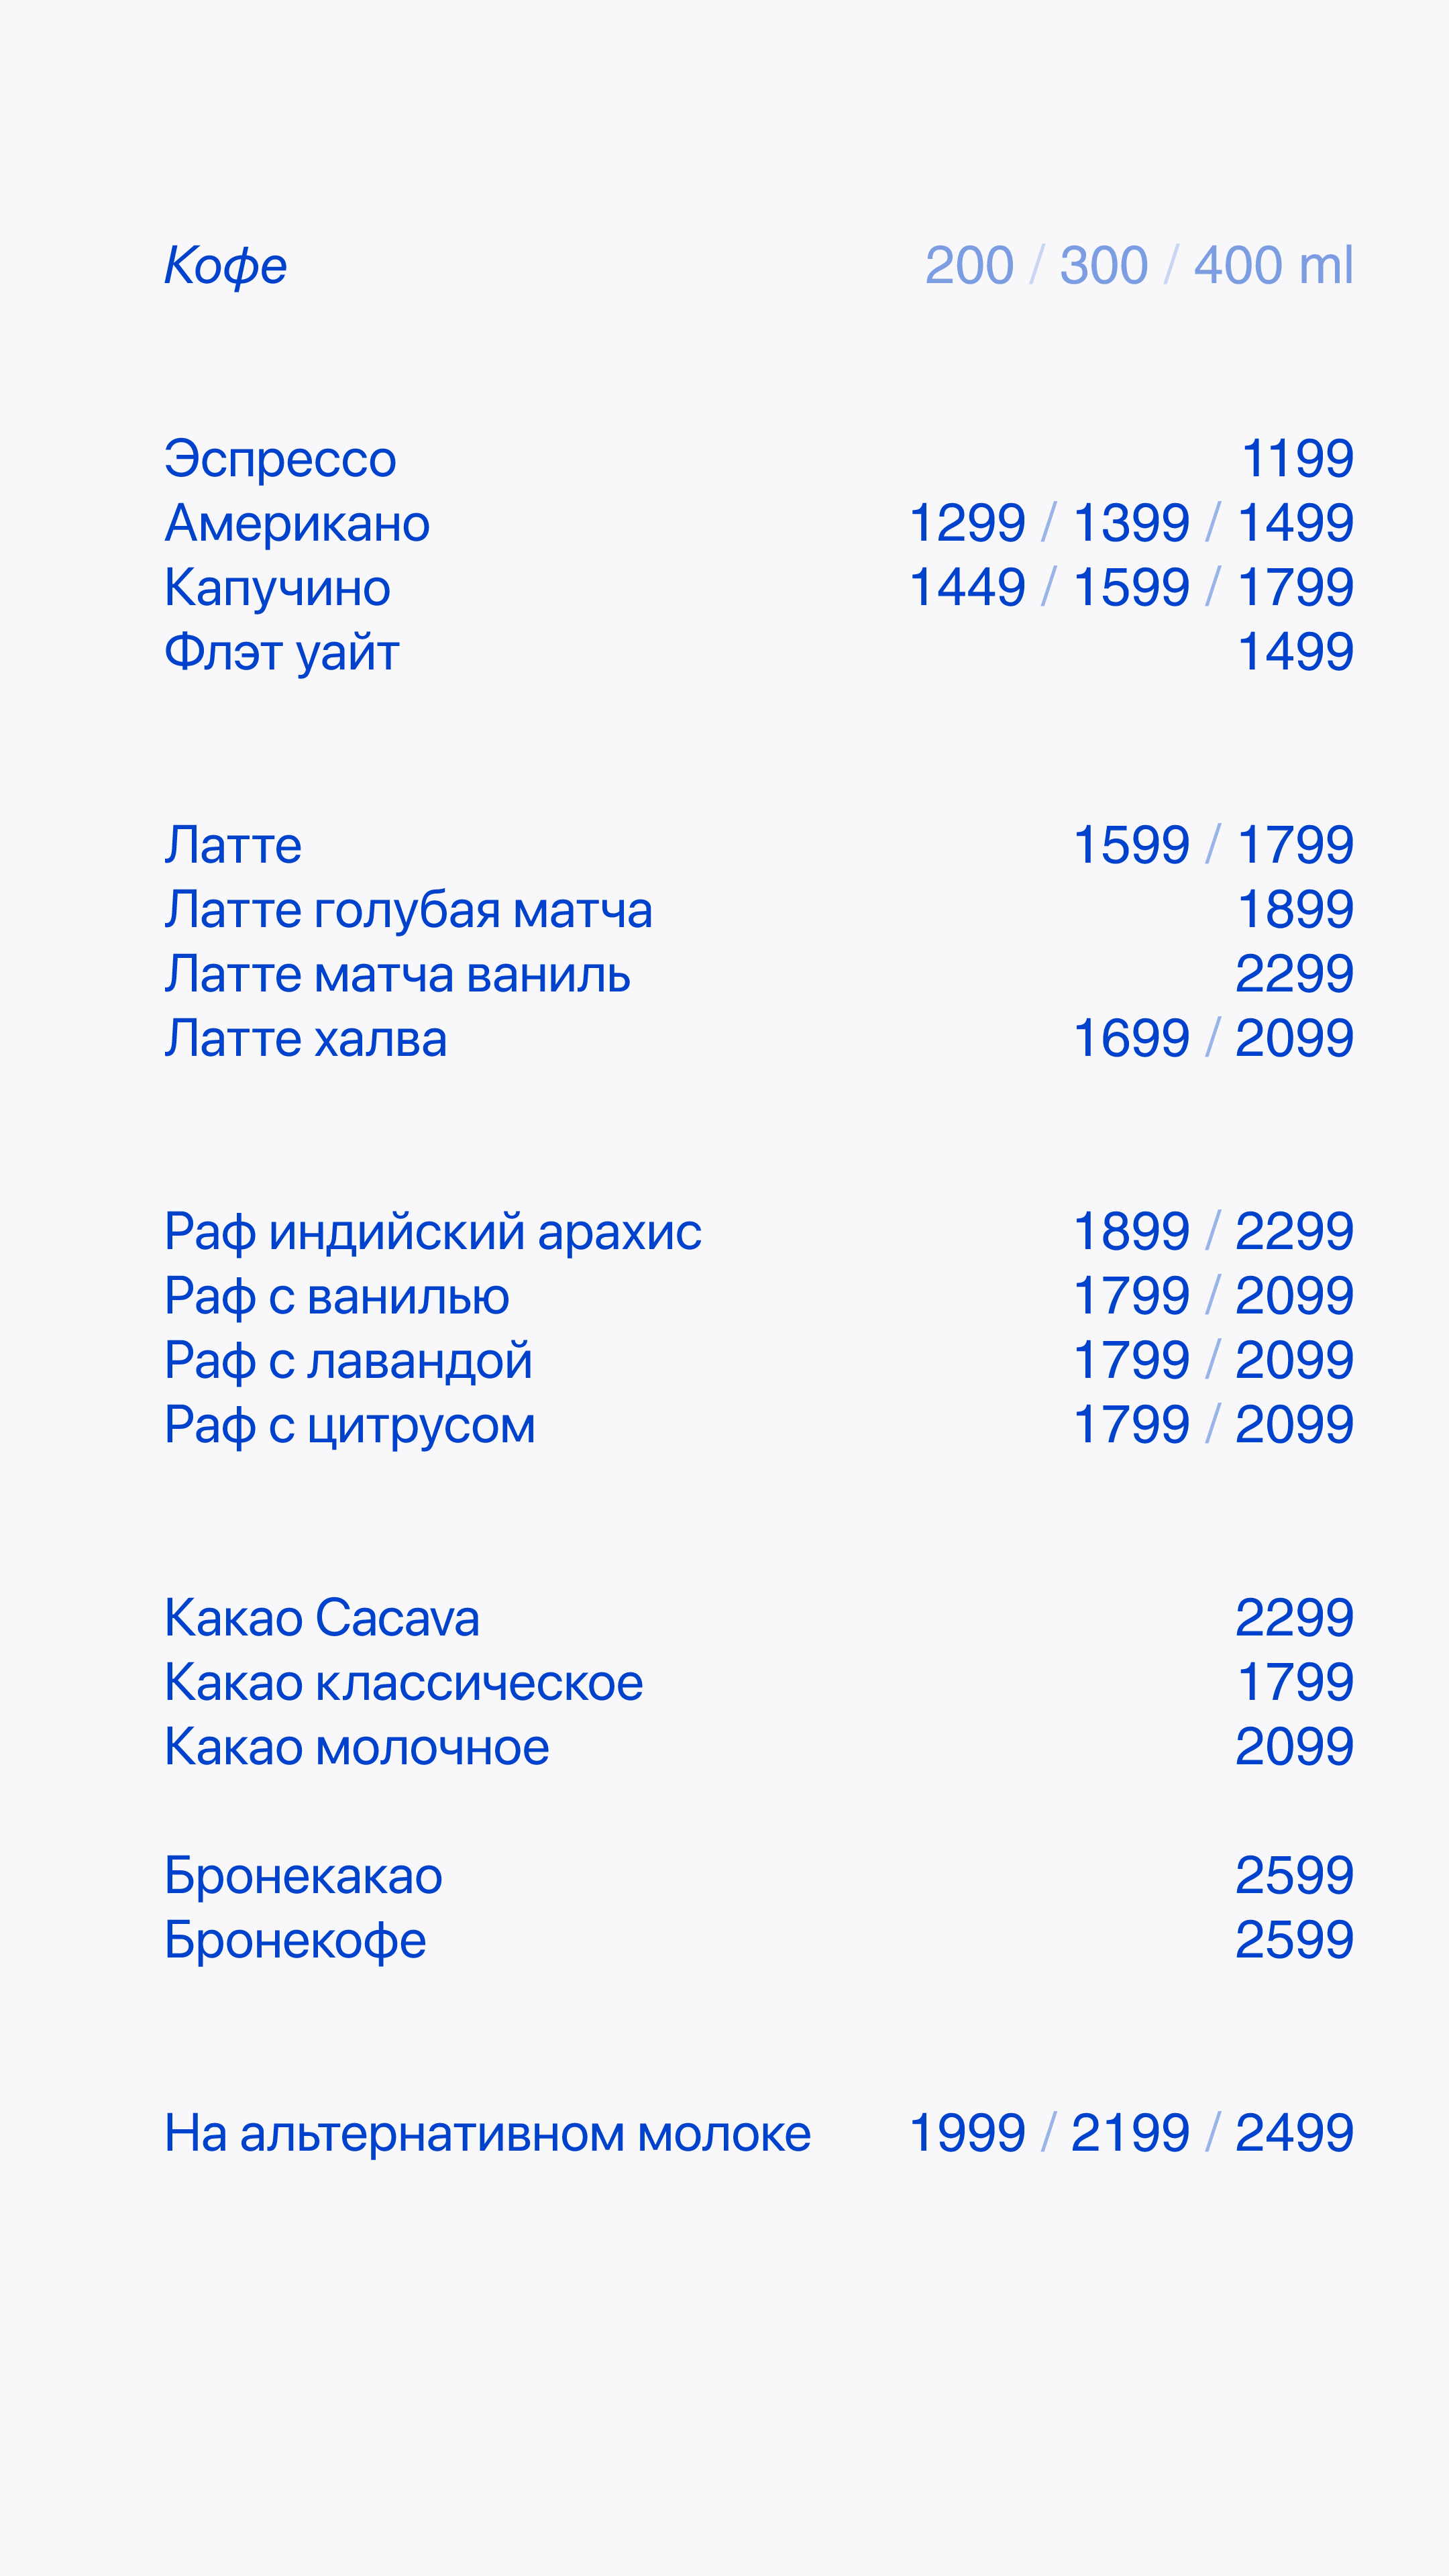 Кофе 200 / 300 / 400 ml
Эспрессо 1199
Американо 1299 / 1399 / 1499
Капучино 1449 / 1599 / 1799
Флэт уайт 1499
Латте 1599 / 1799
Латте голубая матча 1899
Латте матча ваниль 2299
Латте халва 1699 / 2099
Раф индийский арахис 1899 / 2299
Раф с ванилью 1799 / 2099
Раф с лавандой 1799 / 2099
Раф с цитрусом 1799 / 2099
Какао Cacava 2299
Какао классическое 1799
Какао молочное 2099
Бронекакао 2599
Бронекофе 2599
На альтернативном молоке 1999 / 2199 / 2499